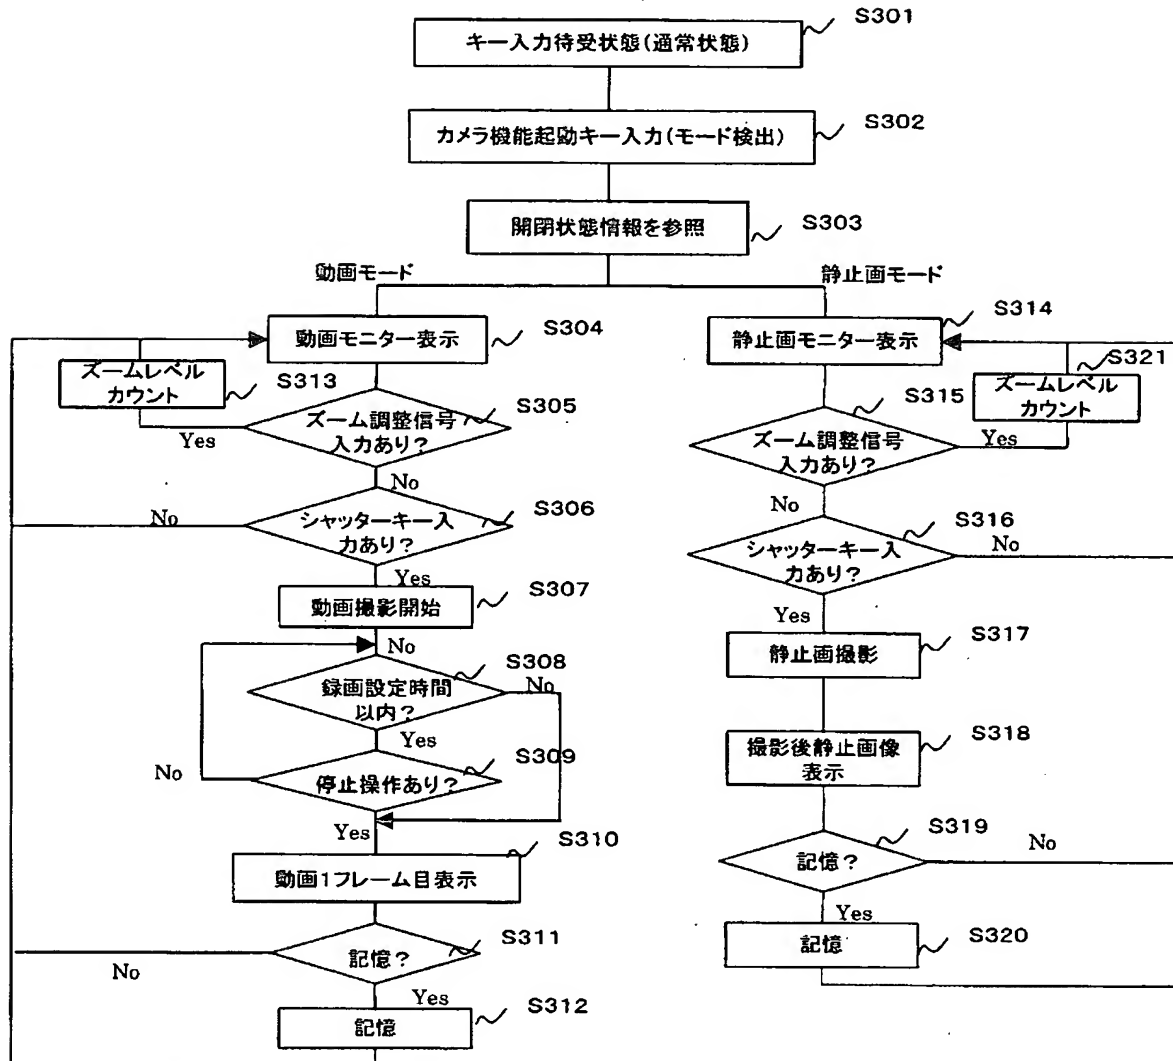 S301
キー入力待受状態(通常状態)
カメラ機能起動キー入力(モード検出)
S302
開閉状態情報を参照
S303
動画モード
静止画モード
動画モニター表示
S304
ズームレベル
カウント
S313
Yes
ズーム調整信号
入力あり?
S305
No
No
シャッターキー入
力あり?
S306
Yes
動画撮影開始
S307
No
録画設定時間
以内?
S308
No
Yes
No
停止操作あり?
S309
Yes
S310
動画1フレーム目表示
記憶?
S311
No
Yes
記憶
S312
静止画モニター表示
S314
S321
ズームレベル
カウント
S315
ズーム調整信号
入力あり?
Yes
No
S316
シャッターキー入
力あり?
No
Yes
静止画撮影
S317
撮影後静止画像
表示
S318
S319
記憶?
No
Yes
記憶
S320